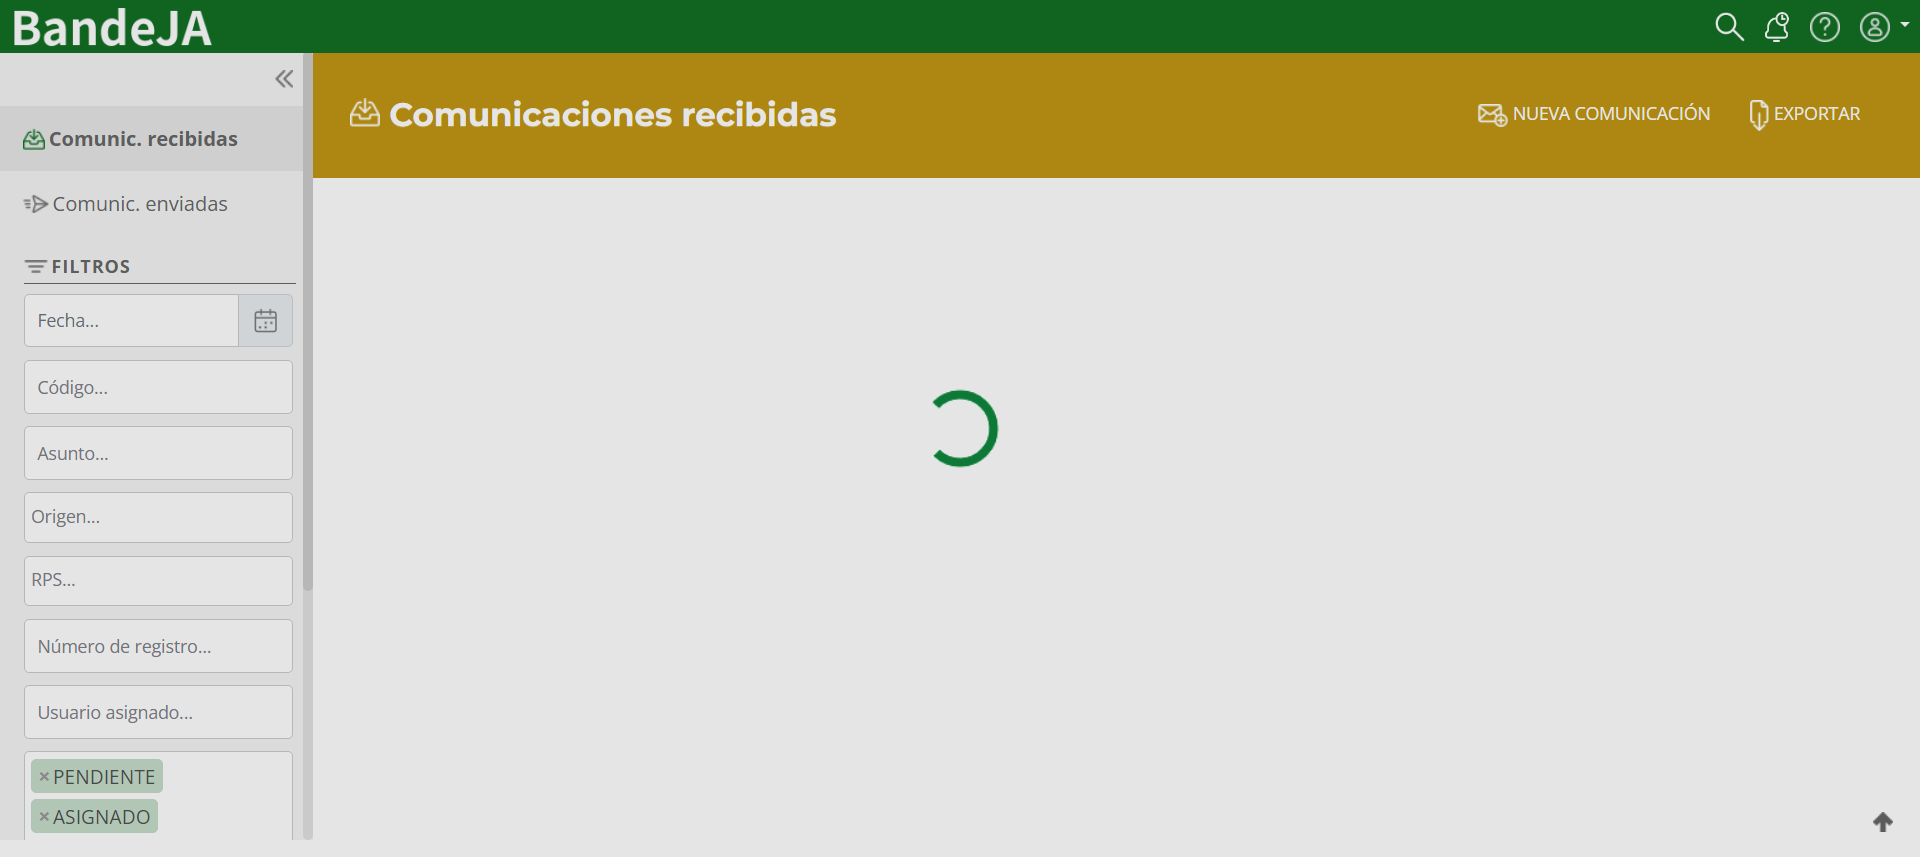 BandeJA
Comunic. recibidas
Comunic. enviadas
FILTROS
Fecha...
Código...
Asunto...
Origen...
RPS...
Número de registro...
Usuario asignado...
×PENDIENTE
×ASIGNADO
Comunicaciones recibidas
NUEVA COMUNICACIÓN
EXPORTAR